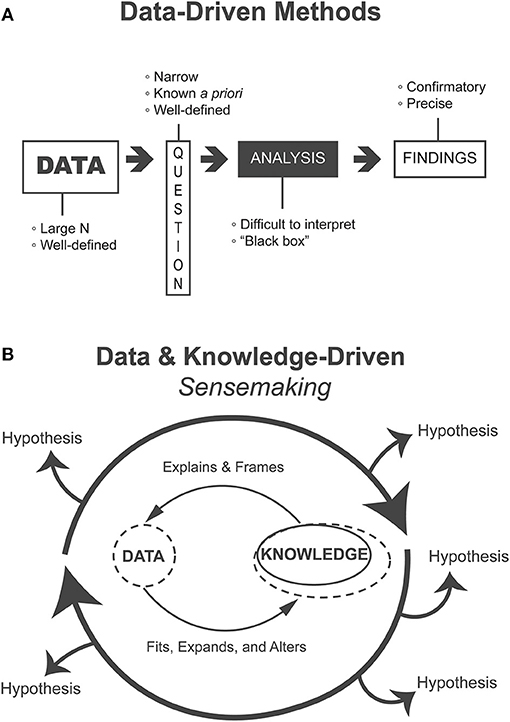 A
Data-Driven Methods
◦ Narrow
◦ Known a priori
◦ Well-defined
◦ Confirmatory
◦ Precise
DATA
QUESTION
ANALYSIS
FINDINGS
◦ Large N
◦ Well-defined
◦ Difficult to interpret
◦ “Black box”
B
Data & Knowledge-Driven
Sensemaking
Hypothesis
Hypothesis
Explains & Frames
DATA
KNOWLEDGE
Hypothesis
Fits, Expands, and Alters
Hypothesis
Hypothesis